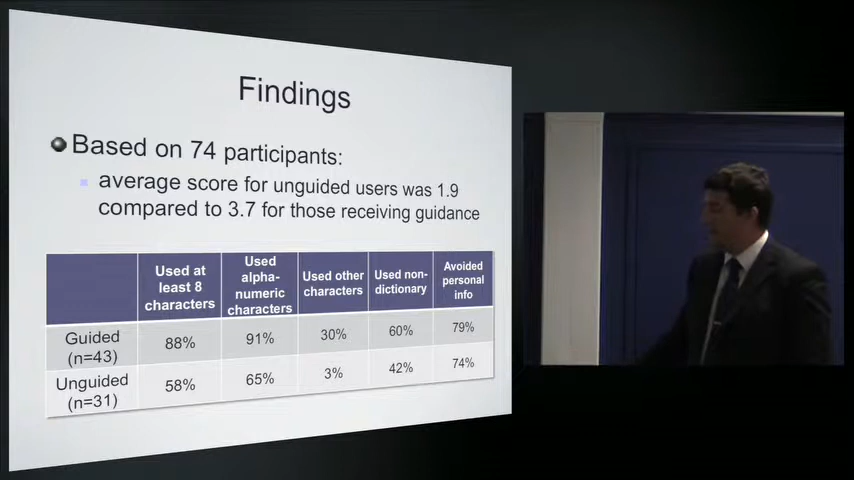 Findings
Based on 74 participants:
average score for unguided users was 1.9
compared to 3.7 for those receiving guidance
Used at
least 8
characters
Used
alpha-
numeric
characters
Used other
characters
Used non-
dictionary
Avoided
personal
info
Guided
(n=43)
88%
91%
30%
60%
79%
Unguided
(n=31)
58%
65%
3%
42%
74%